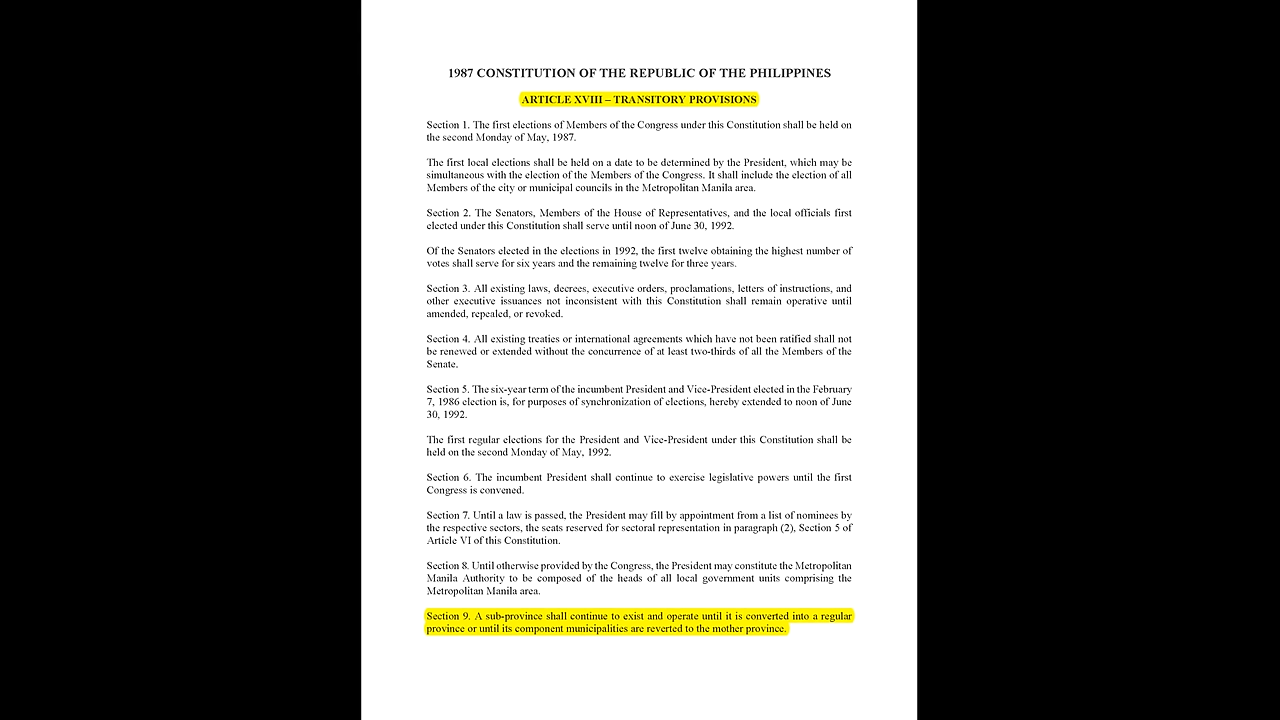 1987 CONSTITUTION OF THE REPUBLIC OF THE PHILIPPINES
ARTICLE XVIII – TRANSITORY PROVISIONS
Section 1. The first elections of Members of the Congress under this Constitution shall be held on
the second Monday of May, 1987.
The first local elections shall be held on a date to be determined by the President, which may be
simultaneous with the election of the Members of the Congress. It shall include the election of all
Members of the city or municipal councils in the Metropolitan Manila area.
Section 2. The Senators, Members of the House of Representatives, and the local officials first
elected under this Constitution shall serve until noon of June 30, 1992.
Of the Senators elected in the elections in 1992, the first twelve obtaining the highest number of
votes shall serve for six years and the remaining twelve for three years.
Section 3. All existing laws, decrees, executive orders, proclamations, letters of instructions, and
other executive issuances not inconsistent with this Constitution shall remain operative until
amended, repealed, or revoked.
Section 4. All existing treaties or international agreements which have not been ratified shall not
be renewed or extended without the concurrence of at least two-thirds of all the Members of the
Senate.
Section 5. The six-year term of the incumbent President and Vice-President elected in the February
7, 1986 election is, for purposes of synchronization of elections, hereby extended to noon of June
30, 1992.
The first regular elections for the President and Vice-President under this Constitution shall be
held on the second Monday of May, 1992.
Section 6. The incumbent President shall continue to exercise legislative powers until the first
Congress is convened.
Section 7. Until a law is passed, the President may fill by appointment from a list of nominees by
the respective sectors, the seats reserved for sectoral representation in paragraph (2), Section 5 of
Article VI of this Constitution.
Section 8. Until otherwise provided by the Congress, the President may constitute the Metropolitan
Manila Authority to be composed of the heads of all local government units comprising the
Metropolitan Manila area.
Section 9. A sub-province shall continue to exist and operate until it is converted into a regular
province or until its component municipalities are reverted to the mother province.